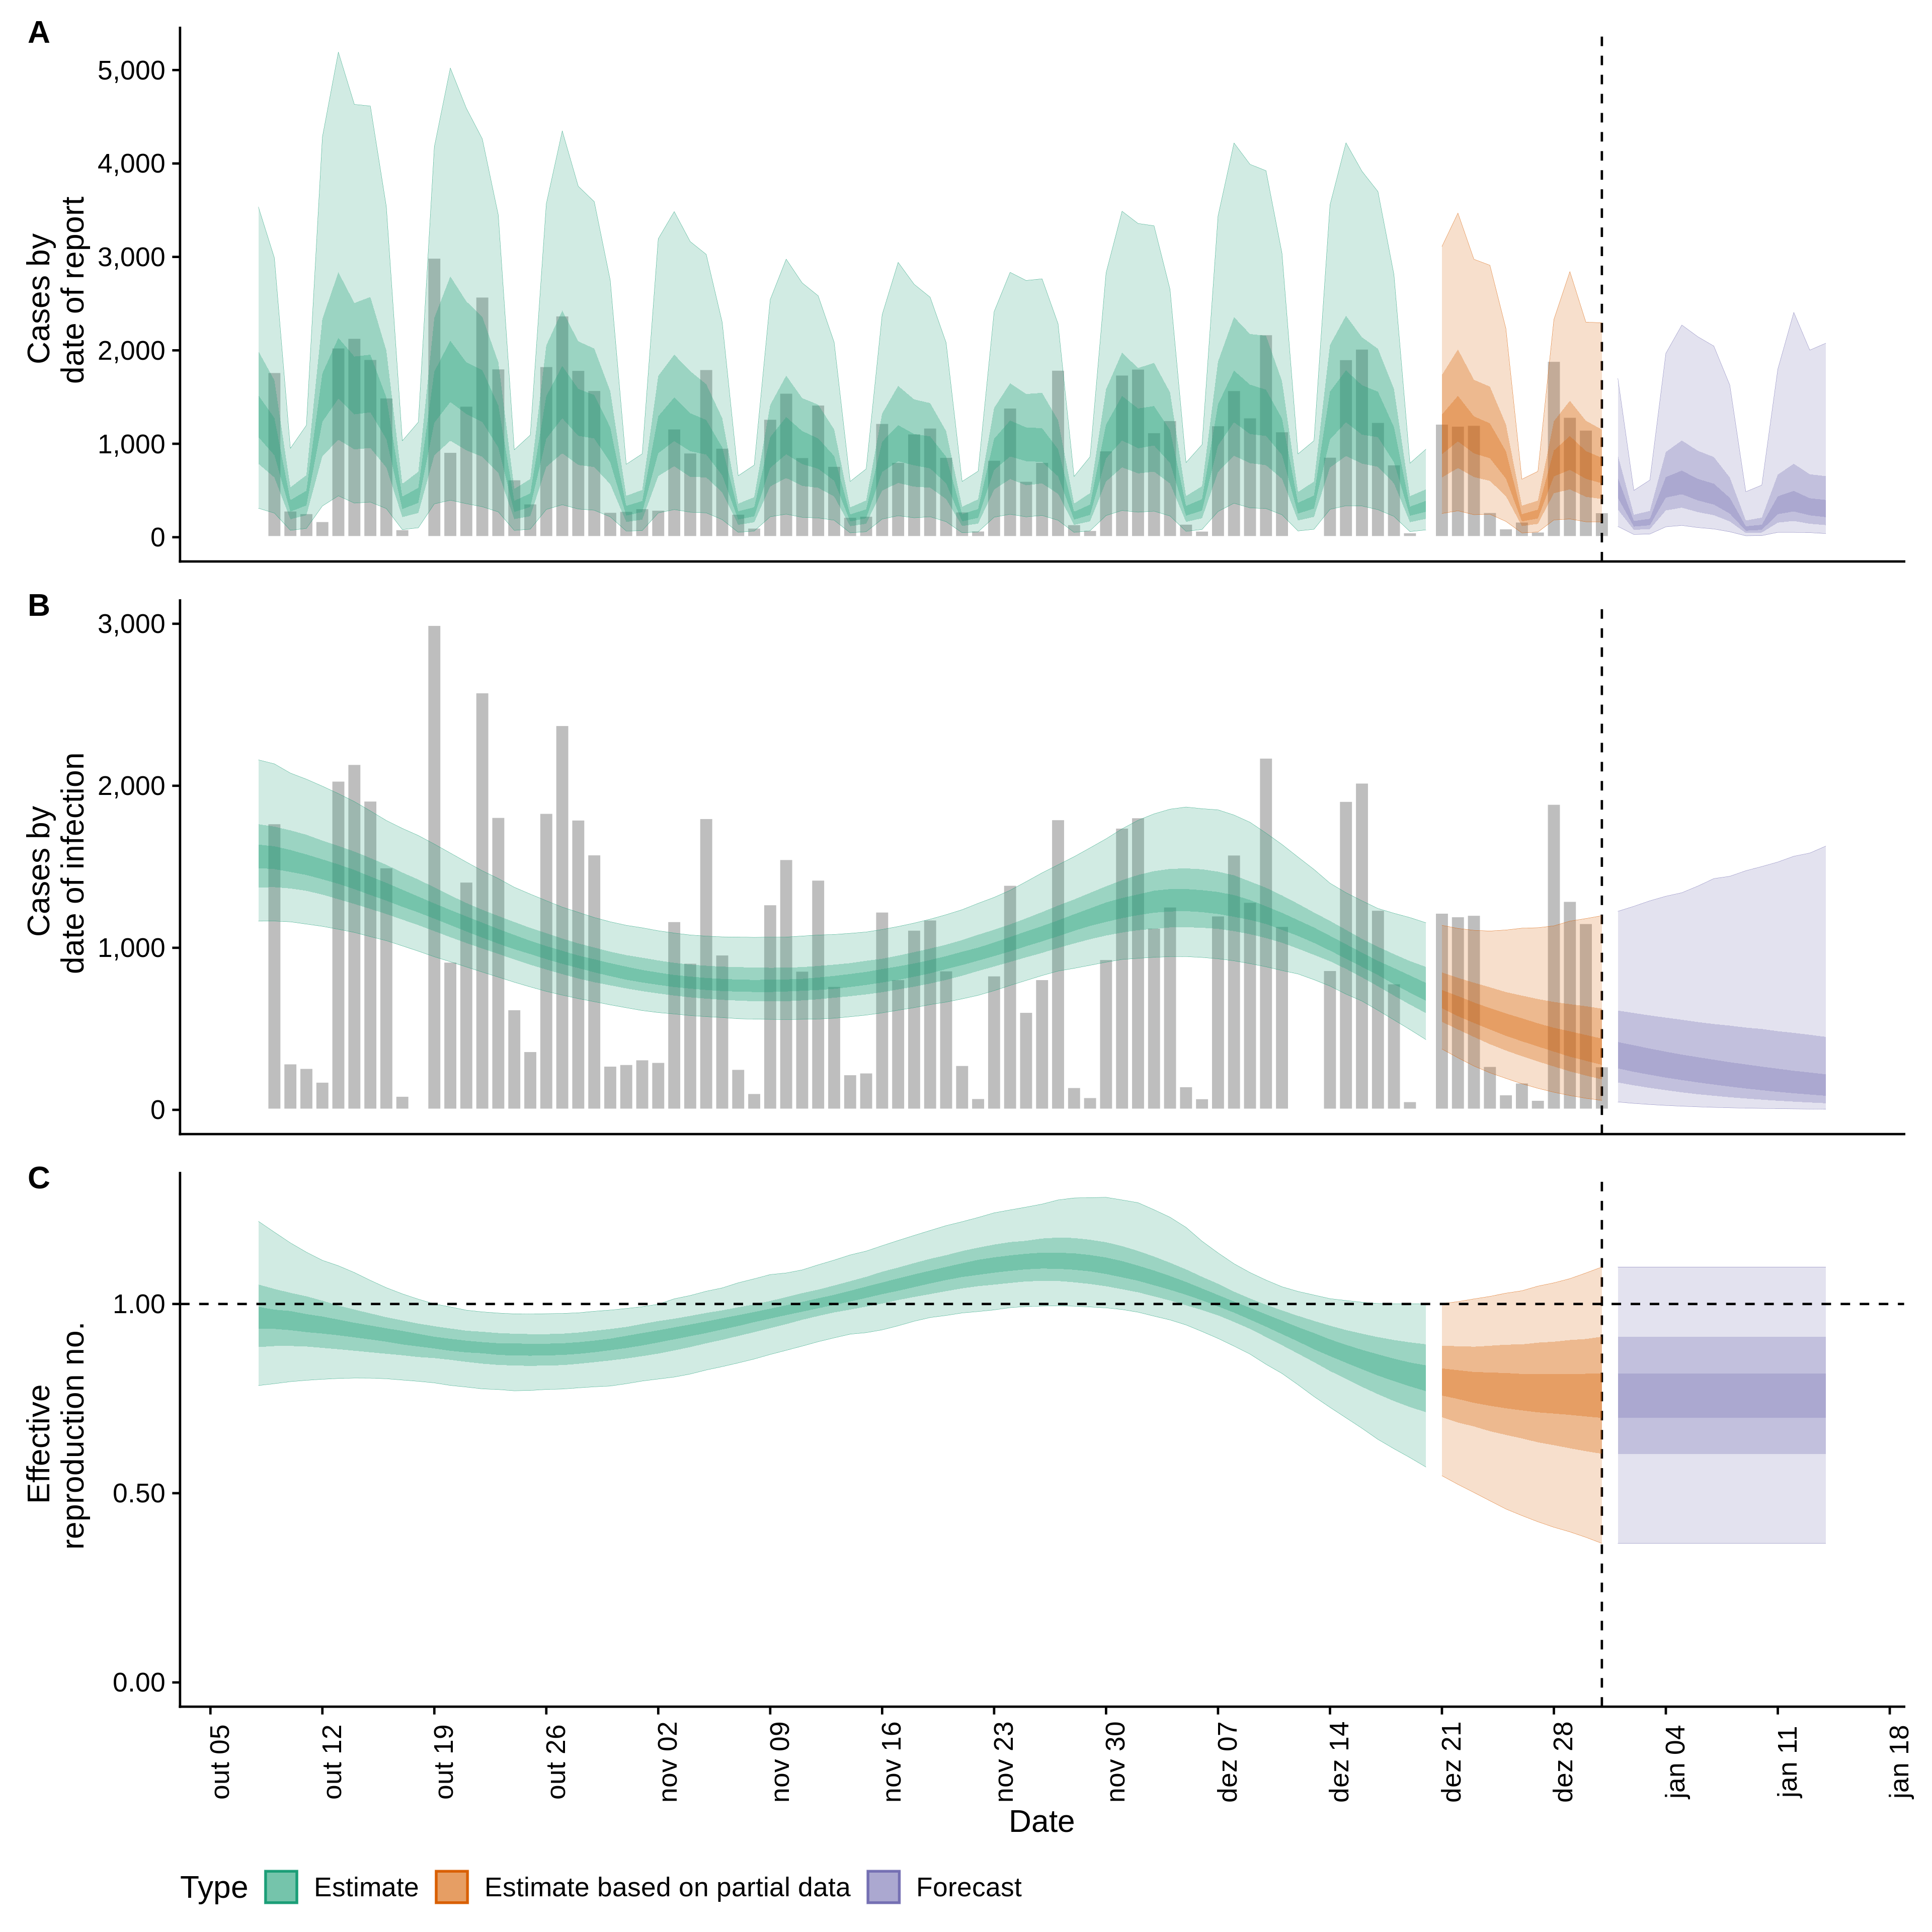 A
5,000
4,000
3,000
2,000
1,000
0
Cases by
date of report
B
3,000
2,000
1,000
0
Cases by
date of infection
C
1.00
0.50
0.00
Effective
reproduction no.
out 05
out 12
out 19
out 26
nov 02
nov 09
nov 16
nov 23
nov 30
dez 07
dez 14
dez 21
dez 28
jan 04
jan 11
jan 18
Date
Type Estimate Estimate based on partial data Forecast